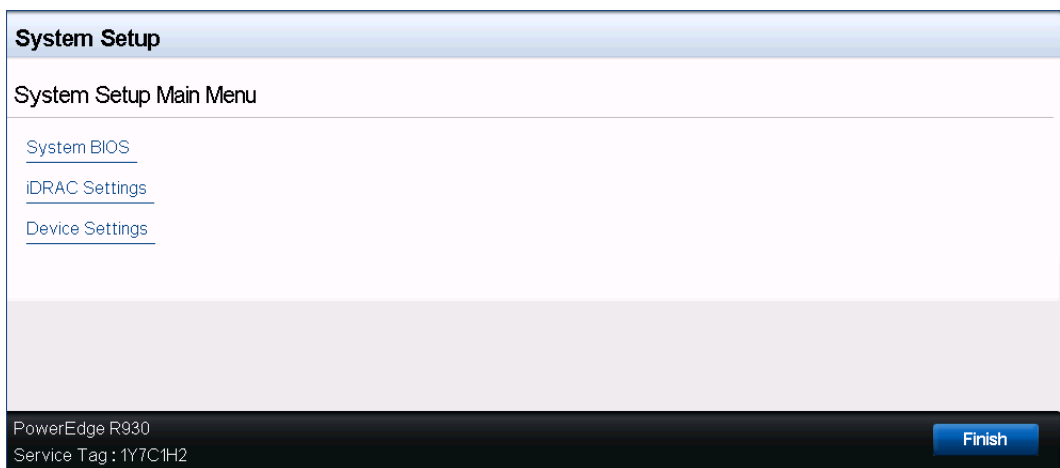 System Setup
System Setup Main Menu
System BIOS
iDRAC Settings
Device Settings
PowerEdge R930
Service Tag : 1Y7C1H2
Finish